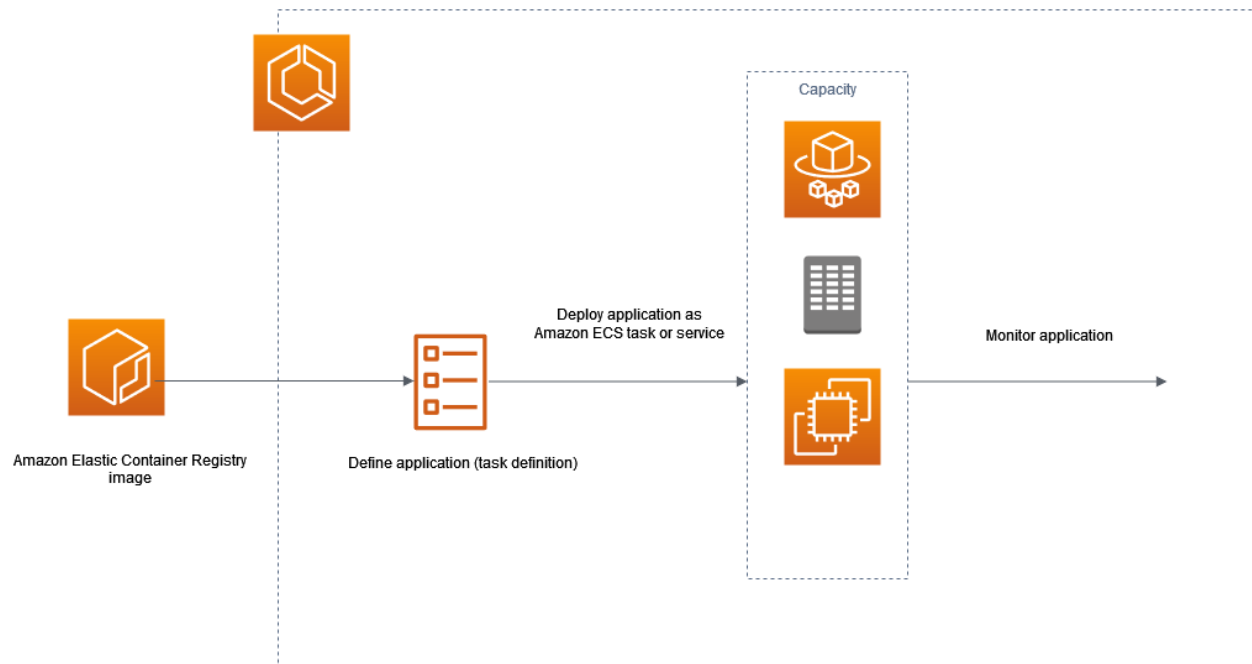 Capacity
Deploy application as
Amazon ECS task or service
Monitor application
Amazon Elastic Container Registry
image
Define application (task definition)